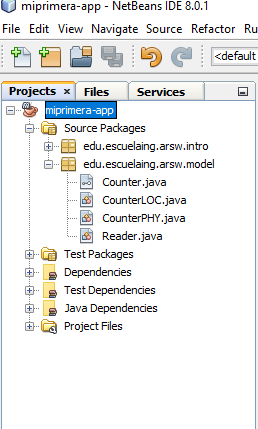 miprimera-app - NetBeans IDE 8.0.1
File Edit View Navigate Source Refactor
<default
Projects × Files Services
miprimera-app
Source Packages
edu.escuelaing.arsw.intro
edu.escuelaing.arsw.model
Counter.java
CounterLOC.java
CounterPHY.java
Reader.java
Test Packages
Dependencies
Test Dependencies
Java Dependencies
Project Files